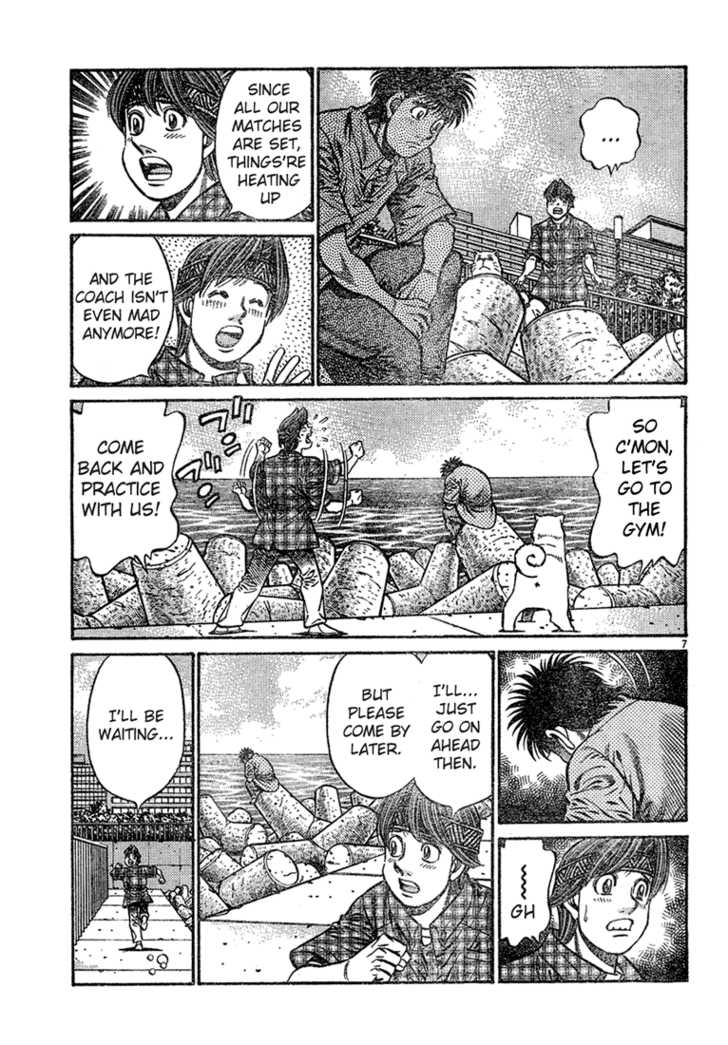 ...
SINCE
ALL OUR
MATCHES
ARE SET,
THINGS'RE
HEATING
UP
AND THE
COACH ISN'T
EVEN MAD
ANYMORE!
SO
C'MON,
LET'S
GO TO
THE
GYM!
COME
BACK AND
PRACTICE
WITH US!
7
GH
I'LL...
JUST
GO ON
AHEAD
THEN.
BUT
PLEASE
COME BY
LATER.
I'LL BE
WAITING...